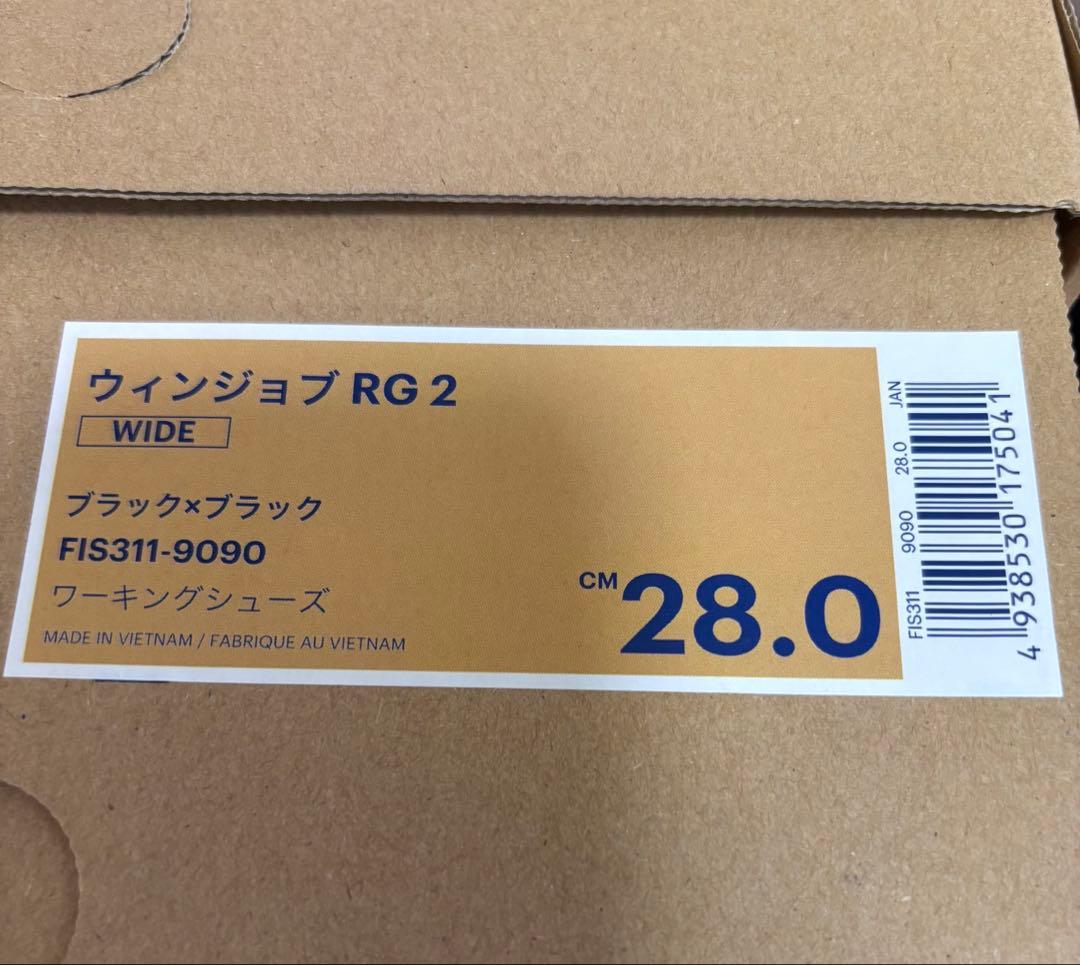 ウィンジョブ RG 2
WIDE
ブラック×ブラック
FIS311-9090
ワーキングシューズ
MADE IN VIETNAM / FABRIQUE AU VIETNAM
CM 28.0
FIS311 9090 28.0 JAN
4 938530 175041